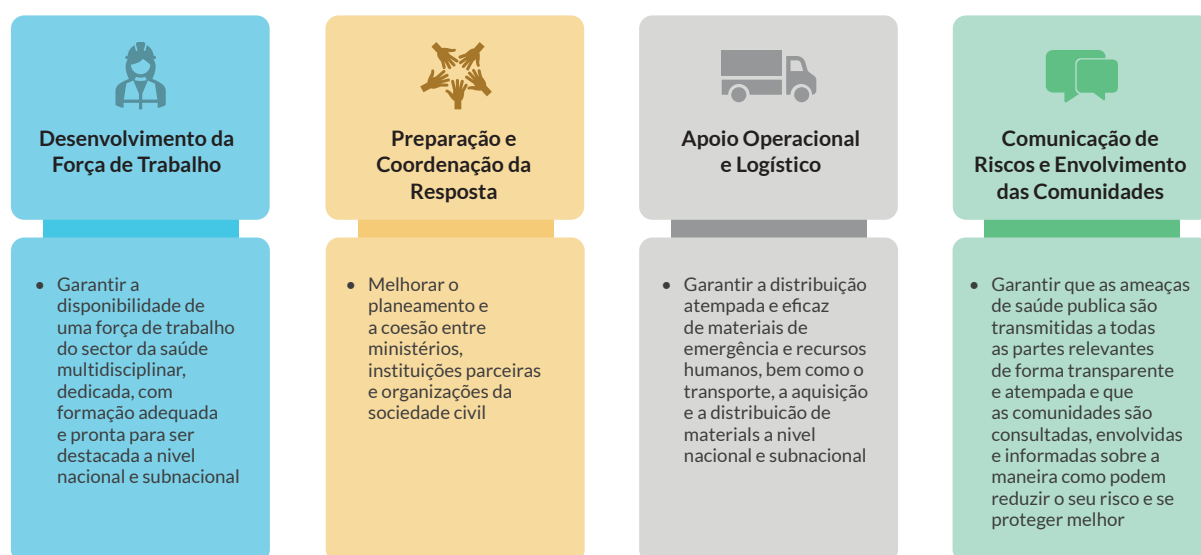 Desenvolvimento da
Força de Trabalho
• Garantir a
disponibilidade de
uma força de trabalho
do sector da saúde
multidisciplinar,
dedicada, com
formação adequada
e pronta para ser
destacada a nivel
nacional e subnacional
Preparação e
Coordenação da
Resposta
• Melhorar o
planeamento e
a coesão entre
ministérios,
instituições parceiras
e organizações da
sociedade civil
Apoio Operacional
e Logístico
• Garantir a distribuição
atempada e eficaz
de materiais de
emergência e recursos
humanos, bem como o
transporte, a aquisição
e a distribuicão de
materials a nivel
nacional e subnacional
Comunicação de
Riscos e Envolvimento
das Comunidades
• Garantir que as ameaças
de saúde publica são
transmitidas a todas
as partes relevantes
de forma transparente
e atempada e que
as comunidades são
consultadas, envolvidas
e informadas sobre a
maneira como podem
reduzir o seu risco e se
proteger melhor